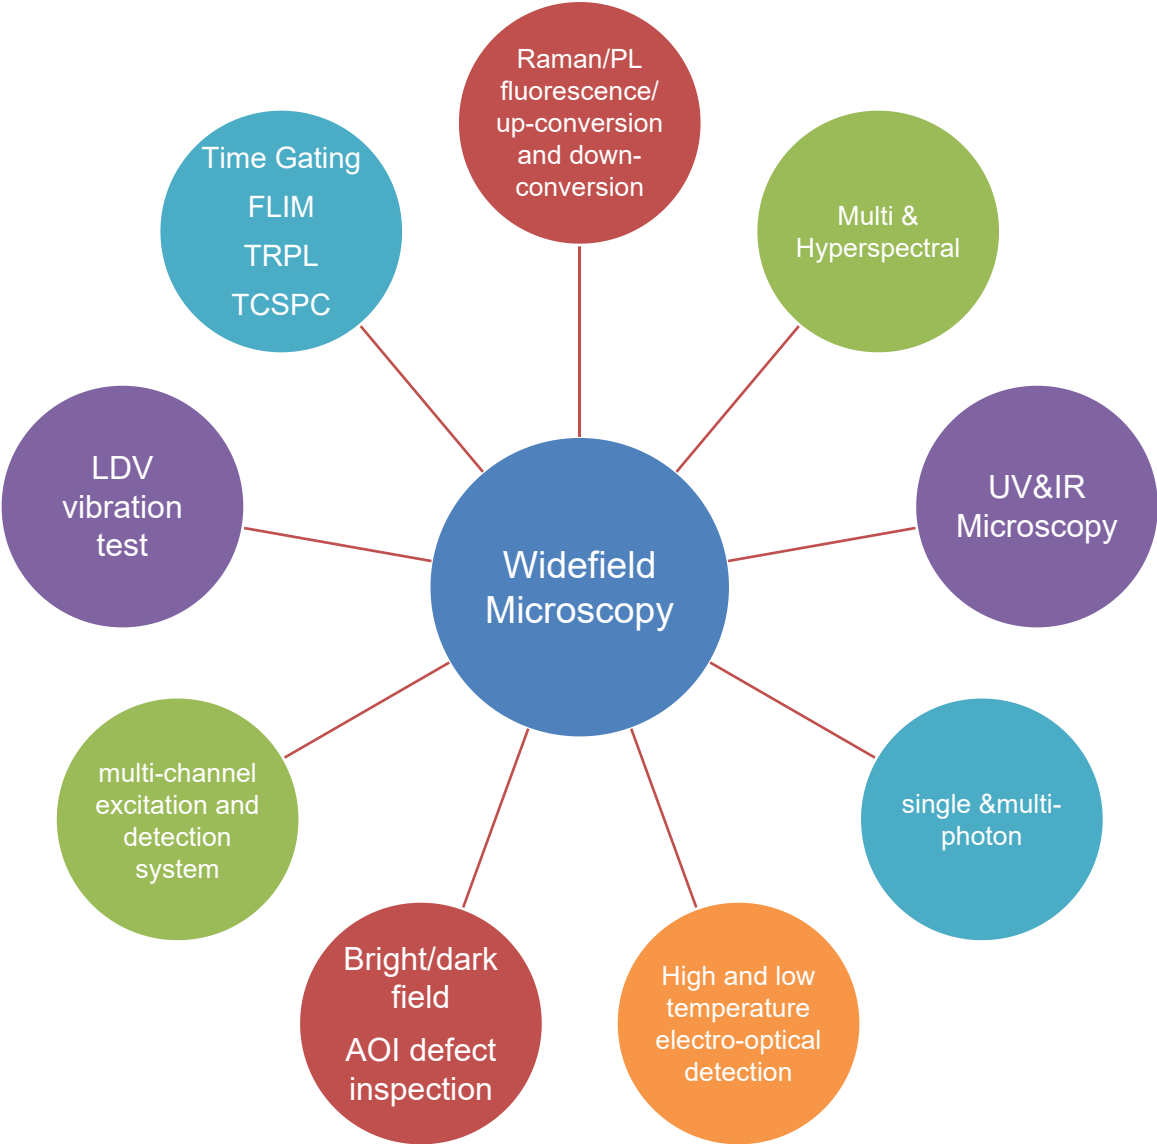 Raman/PL
fluorescence/
up-conversion
and down-
conversion
Time Gating
FLIM
TRPL
TCSPC
Multi &
Hyperspectral
LDV
vibration
test
UV&IR
Microscopy
Widefield
Microscopy
multi-channel
excitation and
detection
system
single &multi-
photon
Bright/dark
field
AOI defect
inspection
High and low
temperature
electro-optical
detection